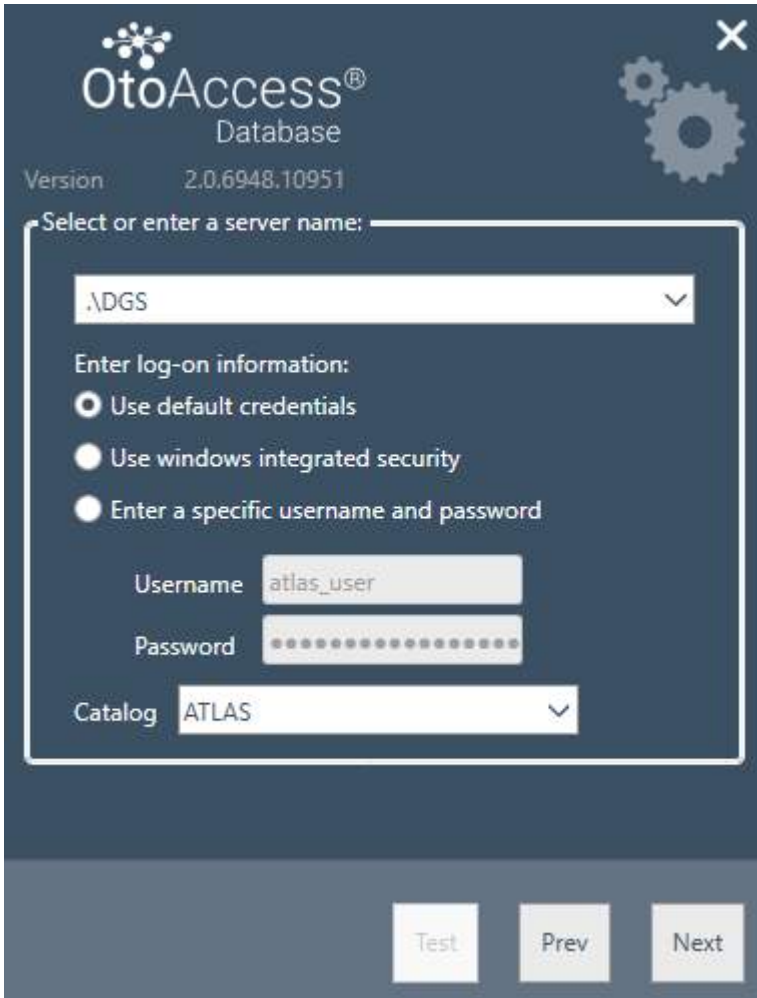 OtoAccess®
Database
Version 2.0.6948.10951
Select or enter a server name:
.\DGS
Enter log-on information:
Use default credentials
Use windows integrated security
Enter a specific username and password
Username atlas_user
Password
Catalog ATLAS
Test Prev Next